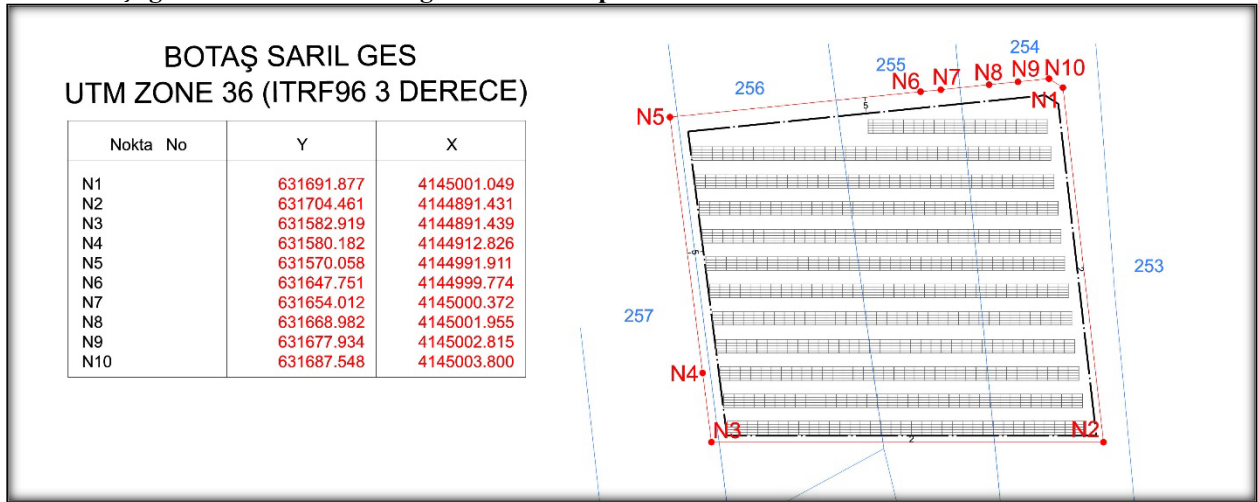 BOTAŞ SARIL GES
UTM ZONE 36 (ITRF96 3 DERECE)
Nokta No Y X
N1 631691.877 4145001.049
N2 631704.461 4144891.431
N3 631582.919 4144891.439
N4 631580.182 4144912.826
N5 631570.058 4144991.911
N6 631647.751 4144999.774
N7 631654.012 4145000.372
N8 631668.982 4145001.955
N9 631677.934 4145002.815
N10 631687.548 4145003.800
254
255
256
N6
N7
N8
N9
N10
N5
N1
5
5
2
253
257
N4
N3
N2
2